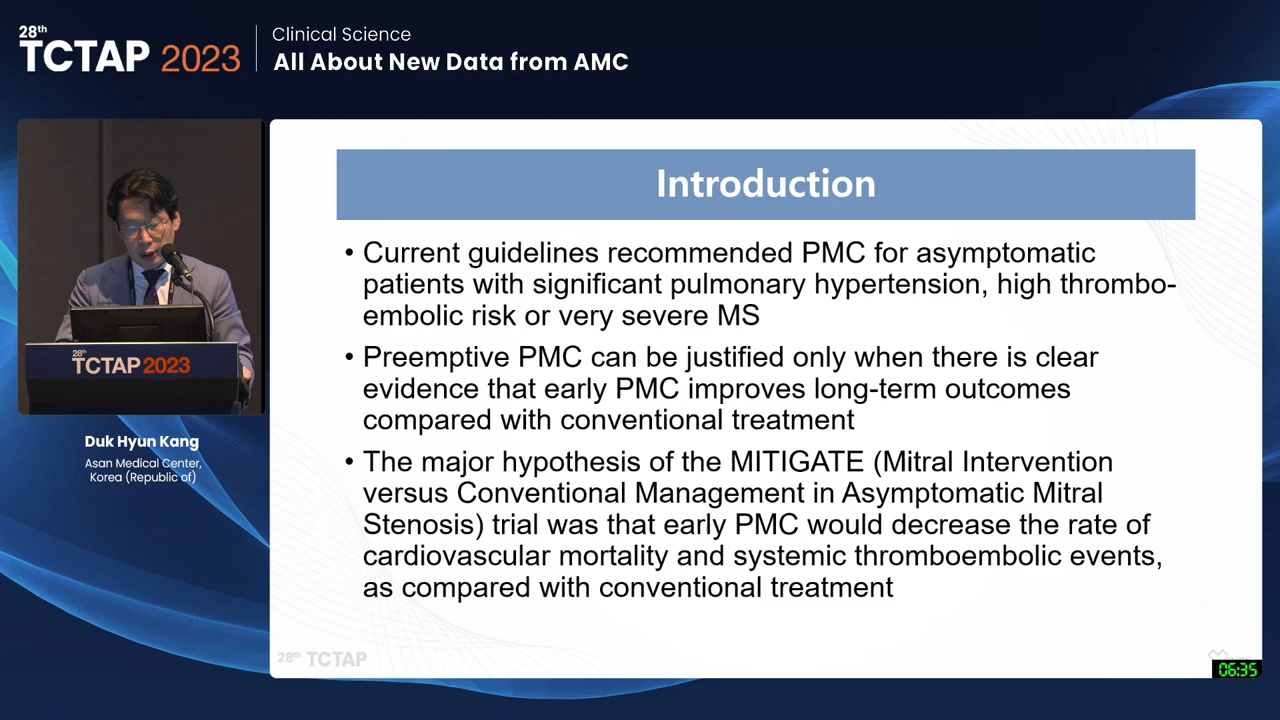 28th
TCTAP 2023
Clinical Science
All About New Data from AMC
28th
TCTAP 2023
Duk Hyun Kang
Asan Medical Center,
Korea (Republic of)
Introduction
• Current guidelines recommended PMC for asymptomatic
patients with significant pulmonary hypertension, high thrombo-
embolic risk or very severe MS
• Preemptive PMC can be justified only when there is clear
evidence that early PMC improves long-term outcomes
compared with conventional treatment
• The major hypothesis of the MITIGATE (Mitral Intervention
versus Conventional Management in Asymptomatic Mitral
Stenosis) trial was that early PMC would decrease the rate of
cardiovascular mortality and systemic thromboembolic events,
as compared with conventional treatment
28th TCTAP
06:35